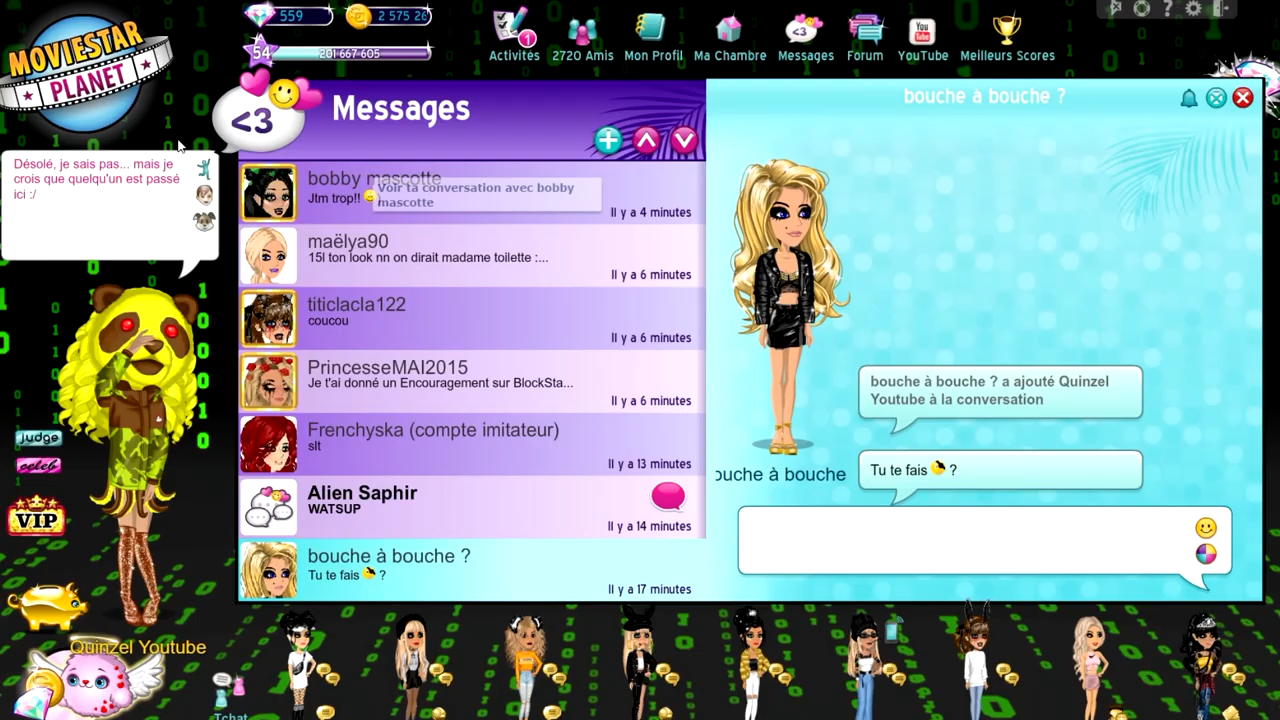 MOVIESTAR
PLANET
559
2 575 26
54
201 667 605
1
Activités
2720 Amis
Mon Profil
Ma Chambre
<3
Messages
Forum
You
Tube
YouTube
Meilleurs Scores
Désolé, je sais pas... mais je
crois que quelqu'un est passé
ici :/
judge
celeb
VIP
Quinzel Youtube
<3
Messages
bobby mascotte
Jtm trop!!
Voir ta conversation avec bobby
mascotte
Il y a 4 minutes
maëlya90
15l ton look nn on dirait madame toilette :...
Il y a 6 minutes
titiclacla122
coucou
Il y a 6 minutes
PrincesseMAI2015
Je t'ai donné un Encouragement sur BlockSta...
Il y a 6 minutes
Frenchyska (compte imitateur)
slt
Il y a 13 minutes
Alien Saphir
WATSUP
Il y a 14 minutes
bouche à bouche ?
Tu te fais ?
Il y a 17 minutes
bouche à bouche ?
ouche à bouche
bouche à bouche ? a ajouté Quinzel
Youtube à la conversation
Tu te fais ?
Tchat